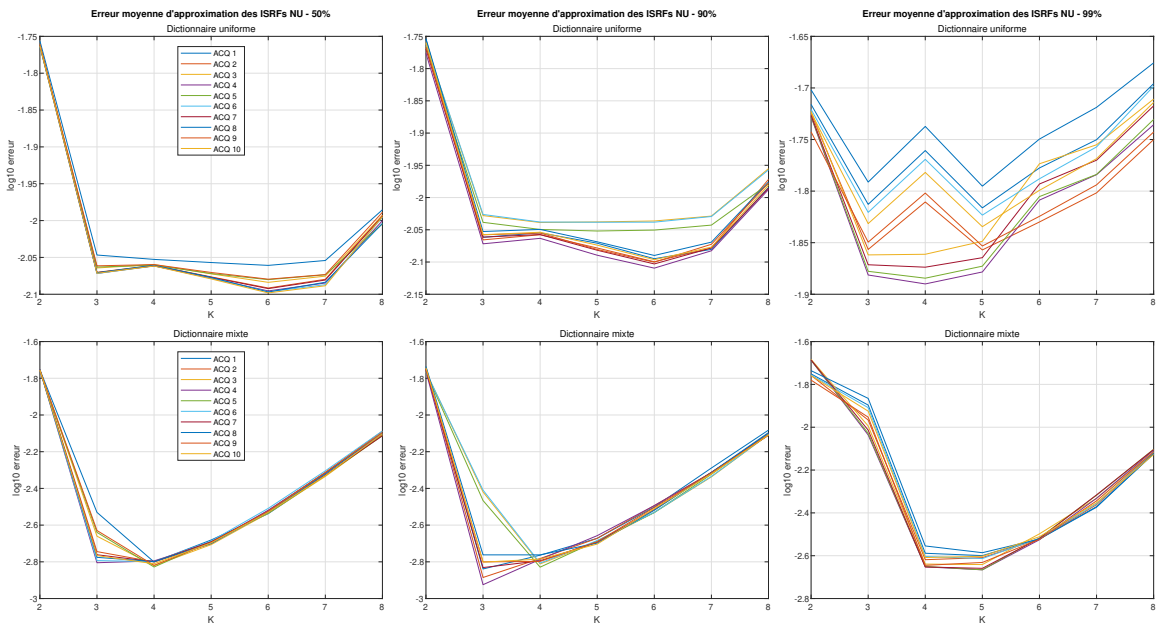 Erreur moyenne d'approximation des ISRFs NU - 50%
Dictionnaire uniforme
-1.75
-1.8
-1.85
-1.9
-1.95
-2
-2.05
-2.1
log10 erreur
2 3 4 5 6 7 8
K
ACQ 1
ACQ 2
ACQ 3
ACQ 4
ACQ 5
ACQ 6
ACQ 7
ACQ 8
ACQ 9
ACQ 10
Erreur moyenne d'approximation des ISRFs NU - 90%
Dictionnaire uniforme
-1.75
-1.8
-1.85
-1.9
-1.95
-2
-2.05
-2.1
-2.15
log10 erreur
2 3 4 5 6 7 8
K
Erreur moyenne d'approximation des ISRFs NU - 99%
Dictionnaire uniforme
-1.65
-1.7
-1.75
-1.8
-1.85
-1.9
log10 erreur
2 3 4 5 6 7 8
K
Dictionnaire mixte
-1.6
-1.8
-2
-2.2
-2.4
-2.6
-2.8
-3
log10 erreur
2 3 4 5 6 7 8
K
ACQ 1
ACQ 2
ACQ 3
ACQ 4
ACQ 5
ACQ 6
ACQ 7
ACQ 8
ACQ 9
ACQ 10
Dictionnaire mixte
-1.6
-1.8
-2
-2.2
-2.4
-2.6
-2.8
-3
log10 erreur
2 3 4 5 6 7 8
K
Dictionnaire mixte
-1.6
-1.8
-2
-2.2
-2.4
-2.6
-2.8
log10 erreur
2 3 4 5 6 7 8
K